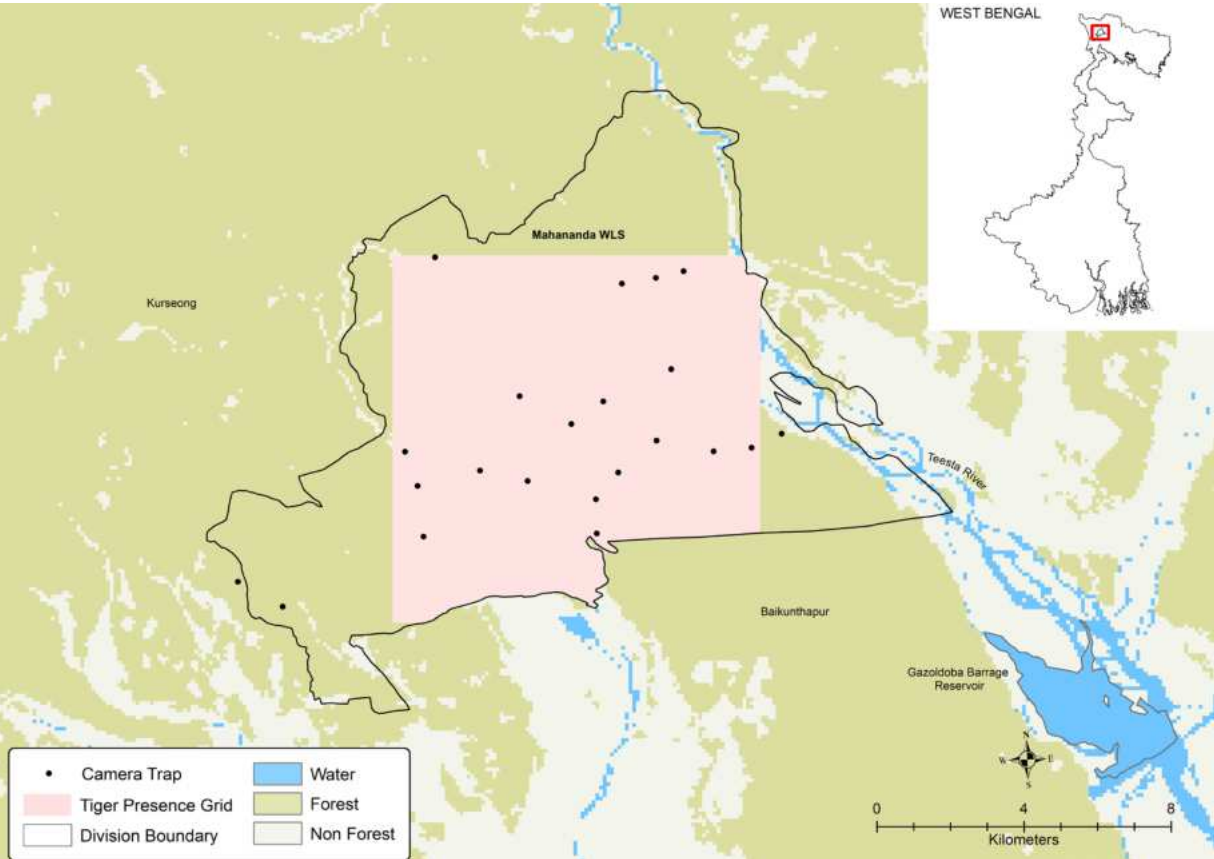 WEST BENGAL
Mahananda WLS
Kurseong
Teesta River
Baikunthapur
Gazoldoba Barrage
Reservoir
N
W E
S
Camera Trap
Tiger Presence Grid
Division Boundary
Water
Forest
Non Forest
0 4 8
Kilometers